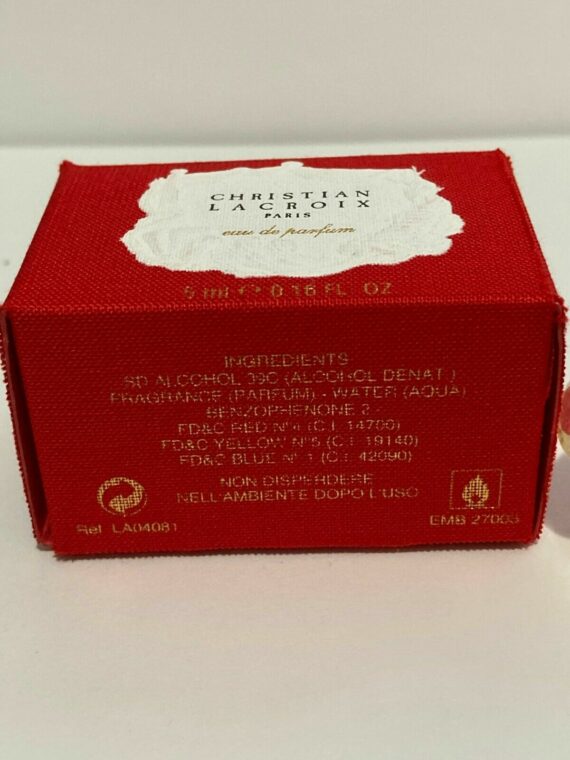 CHRISTIAN
LACROIX
PARIS
eau de parfum
5 ml ℮ 0.16 FL. OZ.
INGREDIENTS
SD ALCOHOL 39C (ALCOHOL DENAT.)
FRAGRANCE (PARFUM) - WATER (AQUA)
BENZOPHENONE 2
FD&C RED N°4 (C.I. 14700)
FD&C YELLOW N°5 (C.I. 19140)
FD&C BLUE N°1 (C.I. 42090)
NON DISPERDERE
NELL'AMBIENTE DOPO L'USO
Ref. LA04081
EMB 27003